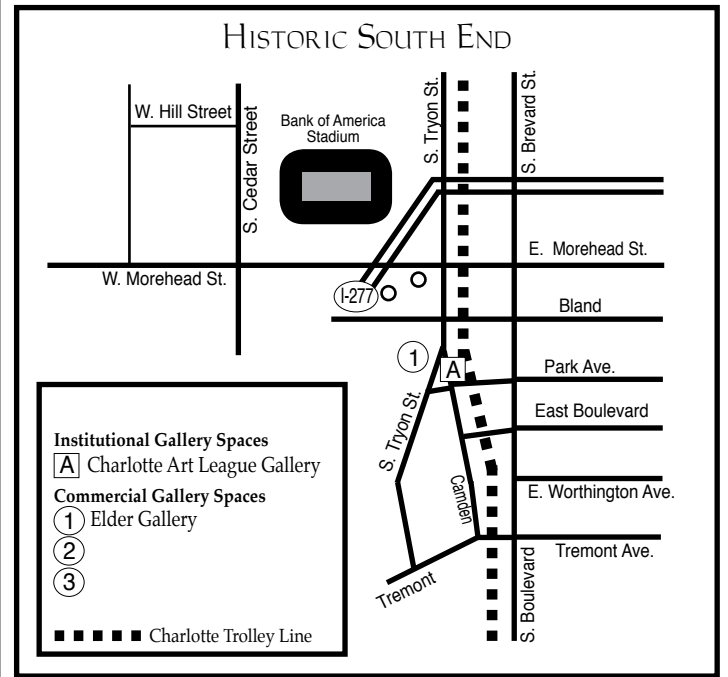 HISTORIC SOUTH END
W. Hill Street
S. Cedar Street
Bank of America
Stadium
S. Tryon St.
S. Brevard St.
E. Morehead St.
W. Morehead St.
I-277
Bland
1
A
Park Ave.
East Boulevard
S. Tryon St.
Camden
E. Worthington Ave.
Tremont Ave.
Tremont
S. Boulevard
Institutional Gallery Spaces
A Charlotte Art League Gallery
Commercial Gallery Spaces
1 Elder Gallery
2
3
Charlotte Trolley Line